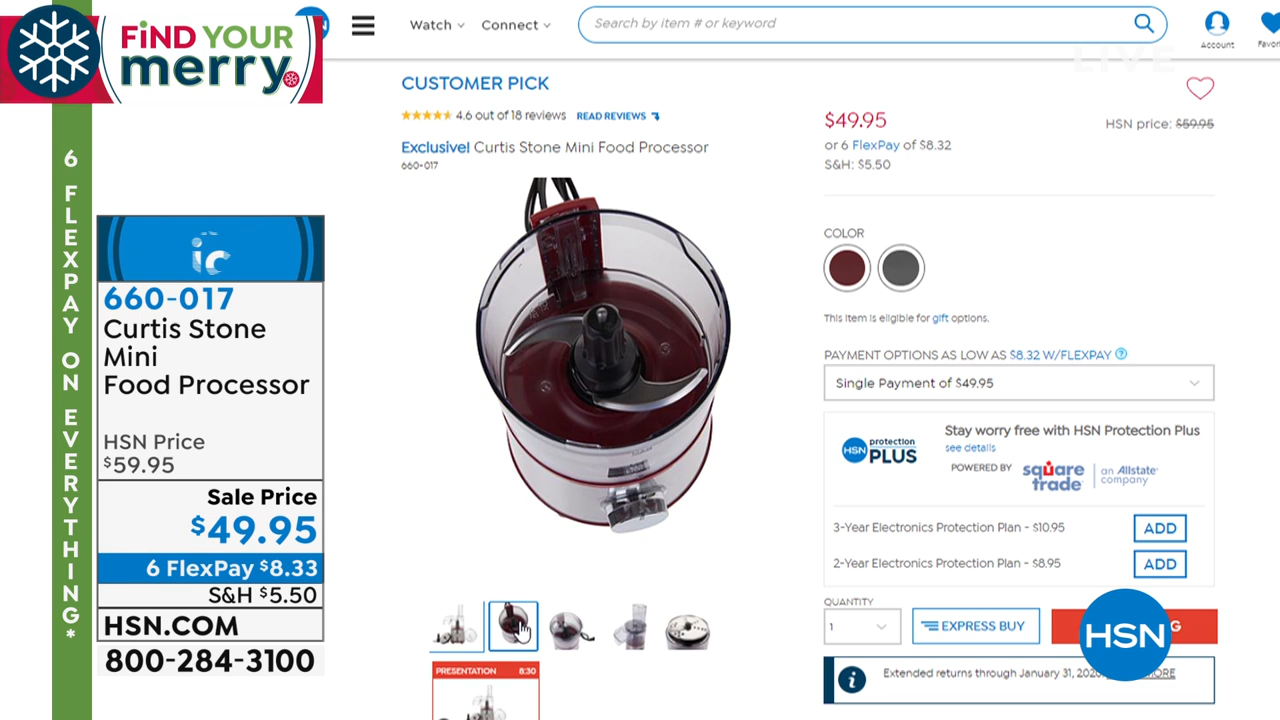 FiND YOUR
merry.
6 FLEXPAY ON EVERYTHING*
ic
660-017
Curtis Stone
Mini
Food Processor
HSN Price
$59.95
Sale Price
$49.95
6 FlexPay $8.33
S&H $5.50
HSN.COM
800-284-3100
Watch
Connect
Search by item # or keyword
Account
Favor
LIVE
CUSTOMER PICK
4.6 out of 18 reviews READ REVIEWS
Exclusive! Curtis Stone Mini Food Processor
660-017
$49.95
HSN price: $59.95
or 6 FlexPay of $8.32
S&H: $5.50
COLOR
This item is eligible for gift options.
PAYMENT OPTIONS AS LOW AS $8.32 W/FLEXPAY ?
Single Payment of $49.95
HSN protection PLUS
Stay worry free with HSN Protection Plus
see details
POWERED BY square trade | an Allstate company
3-Year Electronics Protection Plan - $10.95 ADD
2-Year Electronics Protection Plan - $8.95 ADD
QUANTITY
1
EXPRESS BUY
G
HSN
PRESENTATION 8:30
Extended returns through January 31, 2020. ORE